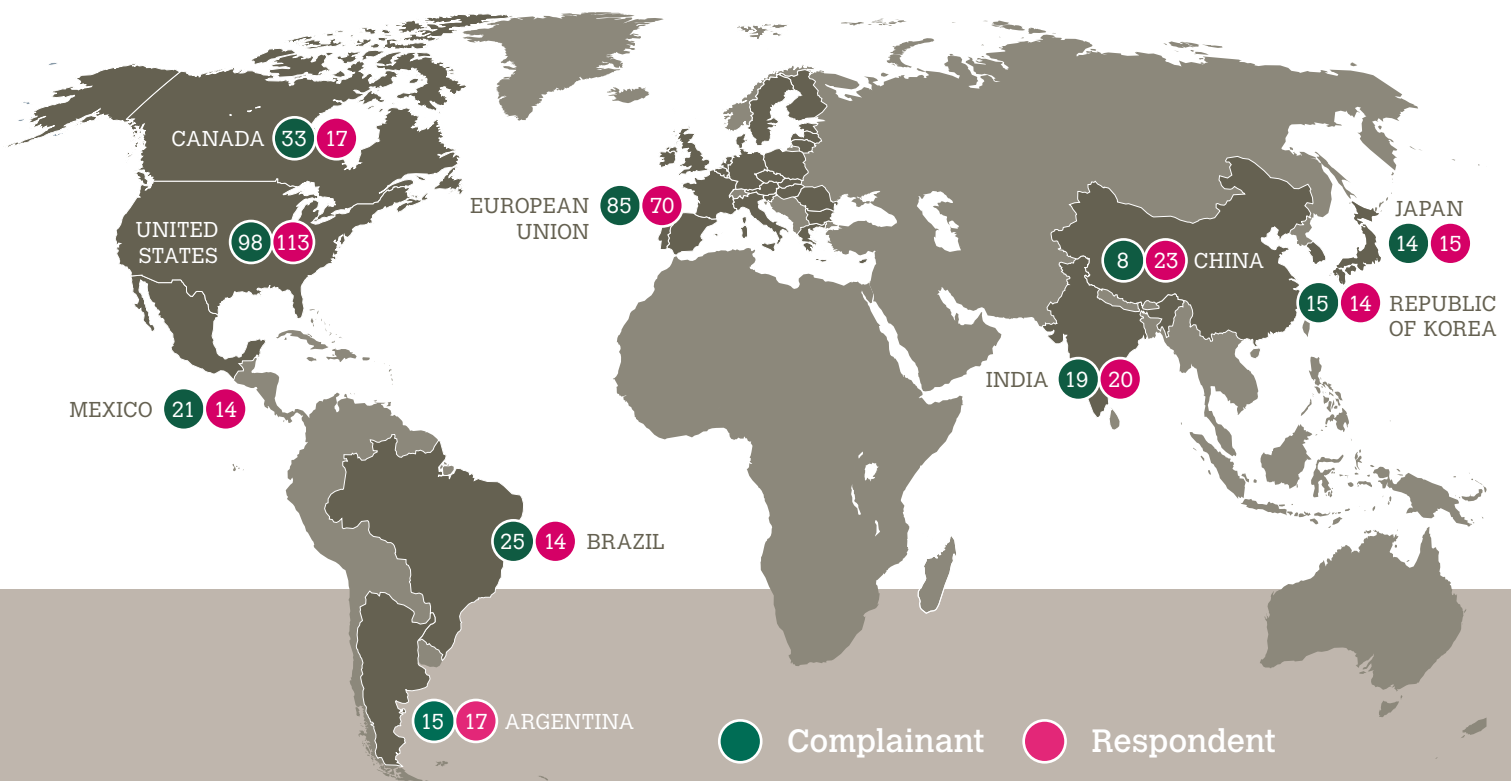 CANADA 33 17
UNITED
STATES 98 113
EUROPEAN 85 70
UNION
JAPAN
14 15
8 23 CHINA
15 14 REPUBLIC
OF KOREA
INDIA 19 20
MEXICO 21 14
25 14 BRAZIL
15 17 ARGENTINA
Complainant Respondent